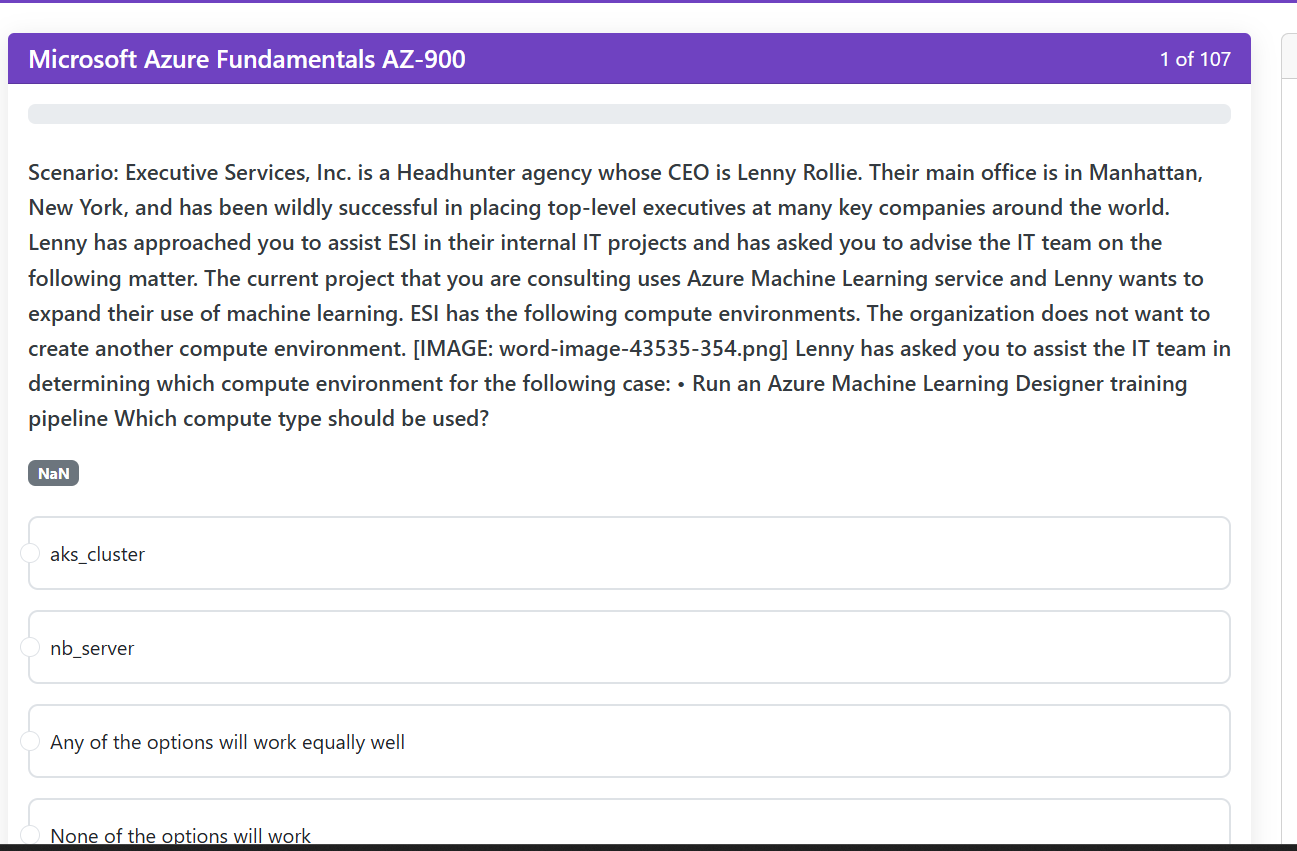 Microsoft Azure Fundamentals AZ-900
1 of 107
Scenario: Executive Services, Inc. is a Headhunter agency whose CEO is Lenny Rollie. Their main office is in Manhattan,
New York, and has been wildly successful in placing top-level executives at many key companies around the world.
Lenny has approached you to assist ESI in their internal IT projects and has asked you to advise the IT team on the
following matter. The current project that you are consulting uses Azure Machine Learning service and Lenny wants to
expand their use of machine learning. ESI has the following compute environments. The organization does not want to
create another compute environment. [IMAGE: word-image-43535-354.png] Lenny has asked you to assist the IT team in
determining which compute environment for the following case: • Run an Azure Machine Learning Designer training
pipeline Which compute type should be used?
NaN
aks_cluster
nb_server
Any of the options will work equally well
None of the options will work